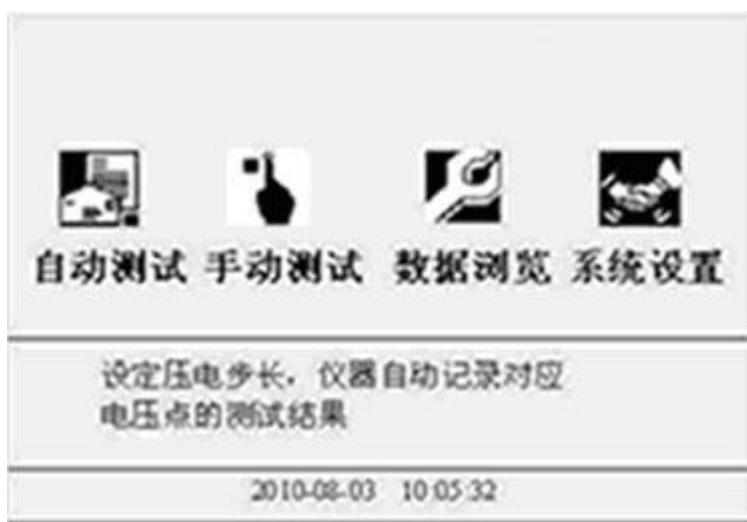 自动测试 手动测试 数据浏览 系统设置
设定压电步长，仪器自动记录对应
电压点的测试结果
2010-08-03 10:05:32